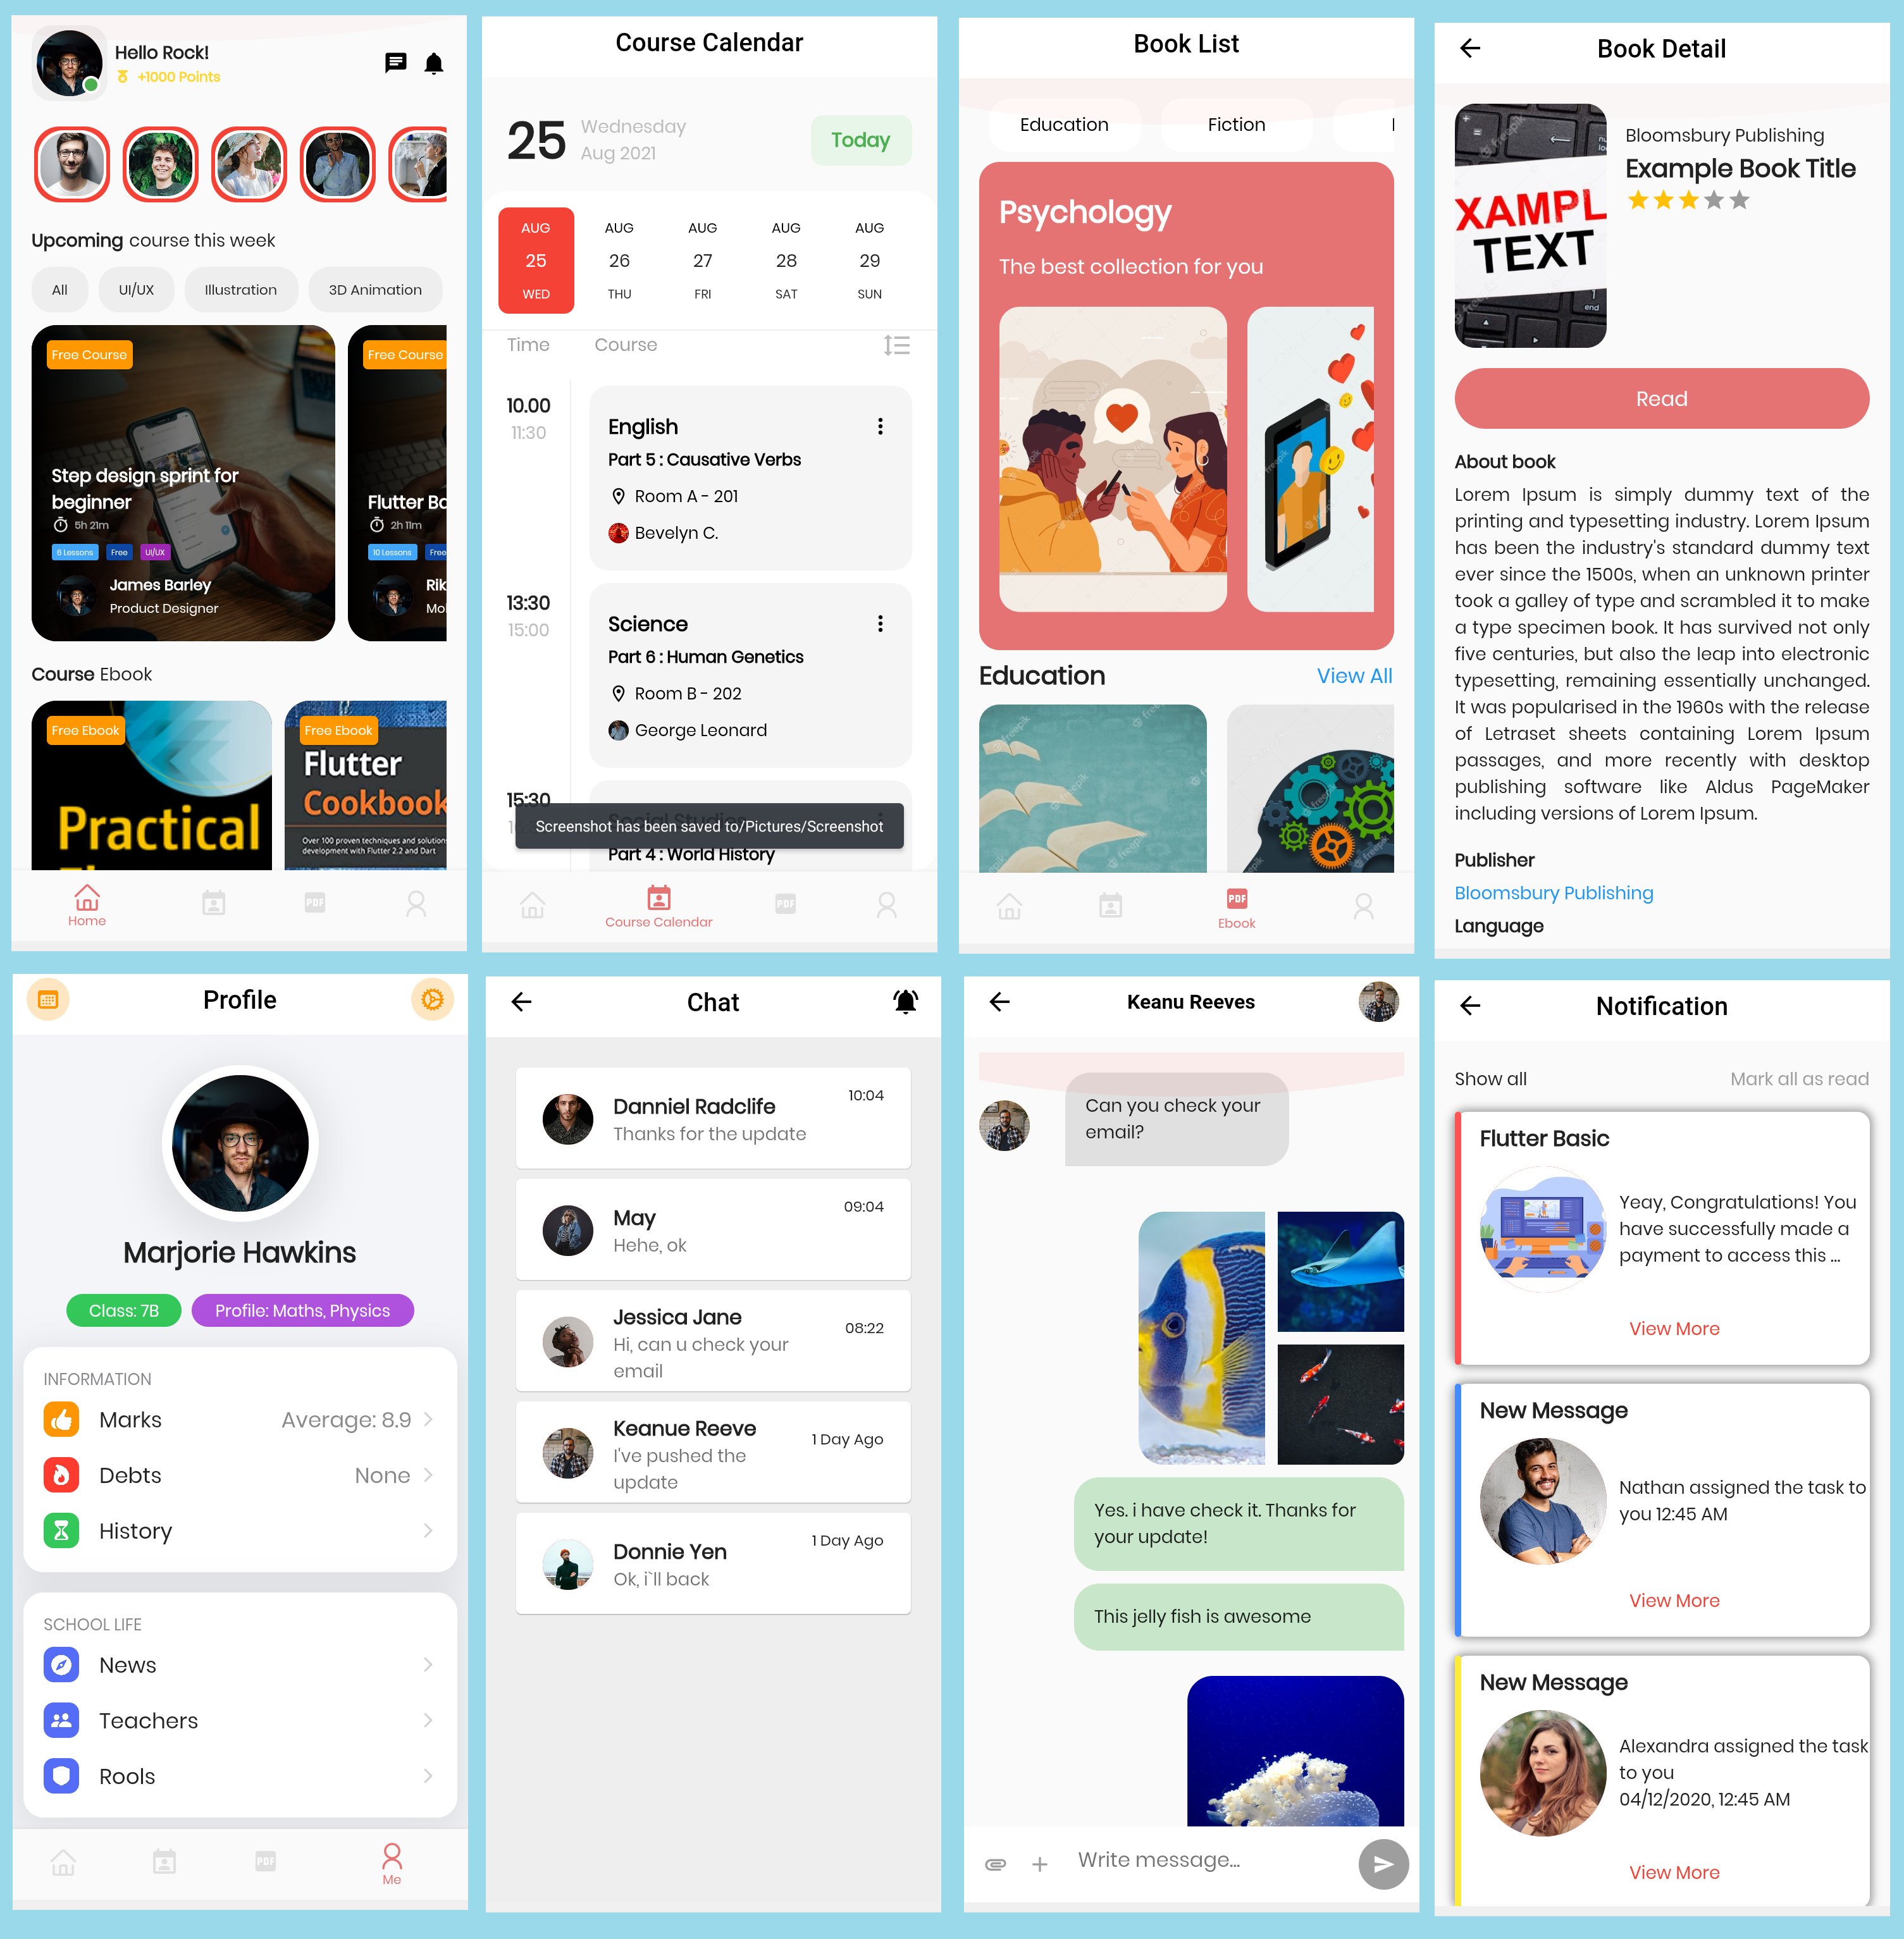 Hello Rock!
+1000 Points
Upcoming course this week
All
UI/UX
Illustration
3D Animation
Free Course
Step design sprint for
beginner
5h 21m
6 Lessons
Free
UI/UX
James Barley
Product Designer
Free Course
Flutter Ba
2h 11m
10 Lessons
Free
Rik
Mo
Course Ebook
Free Ebook
Practical
Free Ebook
Flutter
Cookbook
Over 100 proven techniques and solutions
development with Flutter 2.2 and Dart
Home
PDF
Course Calendar
25
Wednesday
Aug 2021
Today
AUG AUG AUG AUG AUG
25 26 27 28 29
WED THU FRI SAT SUN
Time Course
10.00
11:30
English
Part 5 : Causative Verbs
Room A - 201
Bevelyn C.
13:30
15:00
Science
Part 6 : Human Genetics
Room B - 202
George Leonard
15:30
Social Studies
Screenshot has been saved to/Pictures/Screenshot
Part 4 : World History
Course Calendar
PDF
Book List
Education
Fiction
Psychology
The best collection for you
Education
View All
freepik
PDF
Ebook
Book Detail
XAMPL
TEXT
end
Bloomsbury Publishing
Example Book Title
Read
About book
Lorem Ipsum is simply dummy text of the
printing and typesetting industry. Lorem Ipsum
has been the industry's standard dummy text
ever since the 1500s, when an unknown printer
took a galley of type and scrambled it to make
a type specimen book. It has survived not only
five centuries, but also the leap into electronic
typesetting, remaining essentially unchanged.
It was popularised in the 1960s with the release
of Letraset sheets containing Lorem Ipsum
passages, and more recently with desktop
publishing software like Aldus PageMaker
including versions of Lorem Ipsum.
Publisher
Bloomsbury Publishing
Language
Profile
Marjorie Hawkins
Class: 7B
Profile: Maths, Physics
INFORMATION
Marks Average: 8.9
Debts None
History
SCHOOL LIFE
News
Teachers
Rools
PDF
Me
Chat
Danniel Radclife 10:04
Thanks for the update
May 09:04
Hehe, ok
Jessica Jane 08:22
Hi, can u check your
email
Keanue Reeve 1 Day Ago
I've pushed the
update
Donnie Yen 1 Day Ago
Ok, i`ll back
Keanu Reeves
Can you check your
email?
Yes. i have check it. Thanks for
your update!
This jelly fish is awesome
Write message...
Notification
Show all Mark all as read
Flutter Basic
Yeay, Congratulations! You
have successfully made a
payment to access this ...
View More
New Message
Nathan assigned the task to
you 12:45 AM
View More
New Message
Alexandra assigned the task
to you
04/12/2020, 12:45 AM
View More